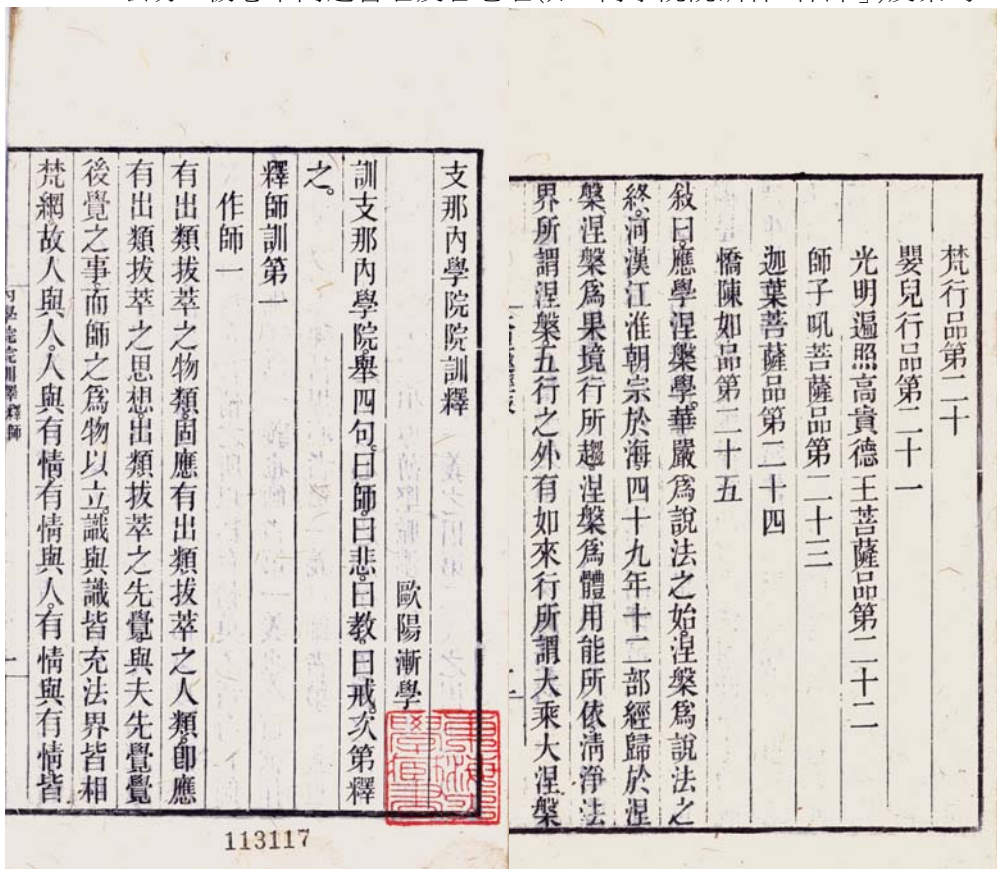 支那內學院院訓釋
歐陽漸學
訓支那內學院。舉四句。曰師。曰悲。曰教。曰戒。次第釋
之。
釋師訓第一
作師一
有出類拔萃之物類。固應有出類拔萃之人類。卽應
有出類拔萃之思想。出類拔萃之先覺。與夫先覺覺
後覺之事。而師之爲物以立。識與識皆充法界皆相
梵網。故人與人。人與有情。有情與人。有情與有情皆
內學院院訓釋 釋師
一
113117
梵行品第二十
嬰兒行品第二十一
光明遍照高貴德王菩薩品第二十二
師子吼菩薩品第二十三
迦葉菩薩品第二十四
憍陳如品第二十五
敍曰。應學涅槃學。華嚴爲說法之始。涅槃爲說法之
終。河漢江淮朝宗於海。四十九年十二部經歸於涅
槃。涅槃爲果境行所趨。涅槃爲體用能所依。淸淨法
界所謂涅槃五行之外有如來行所謂大乘大涅槃